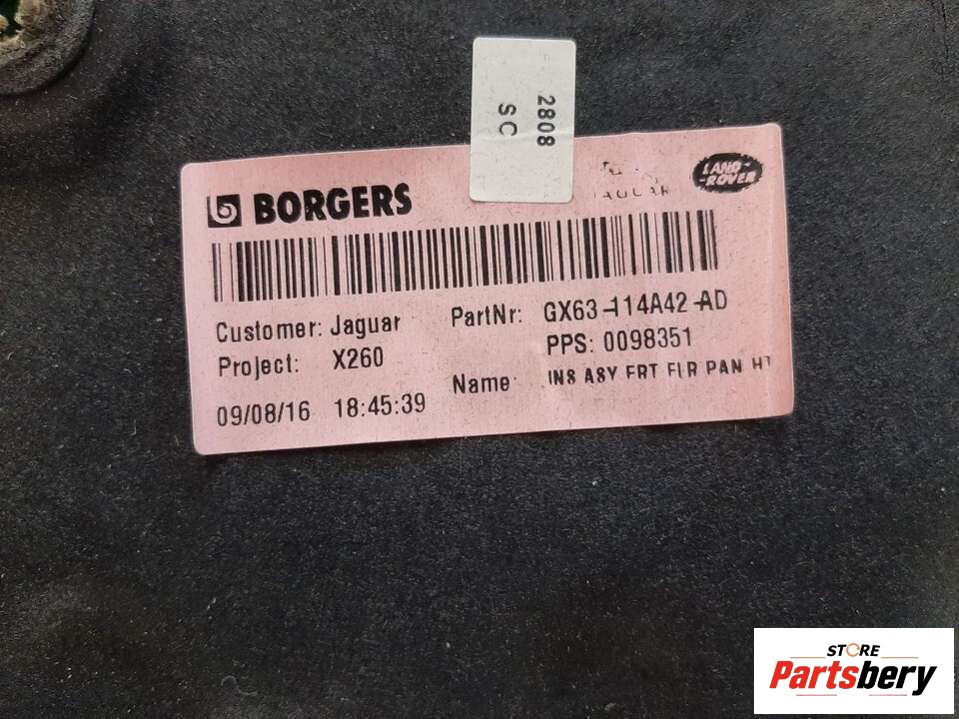 2808
SC
BORGERS
JAGUAR
LAND-
-ROVER
Customer: Jaguar
PartNr: GX63-114A42-AD
Project: X260
PPS: 0098351
Name: INS ASY FRT FLR PAN
09/08/16 18:45:39
STORE
Partsbery